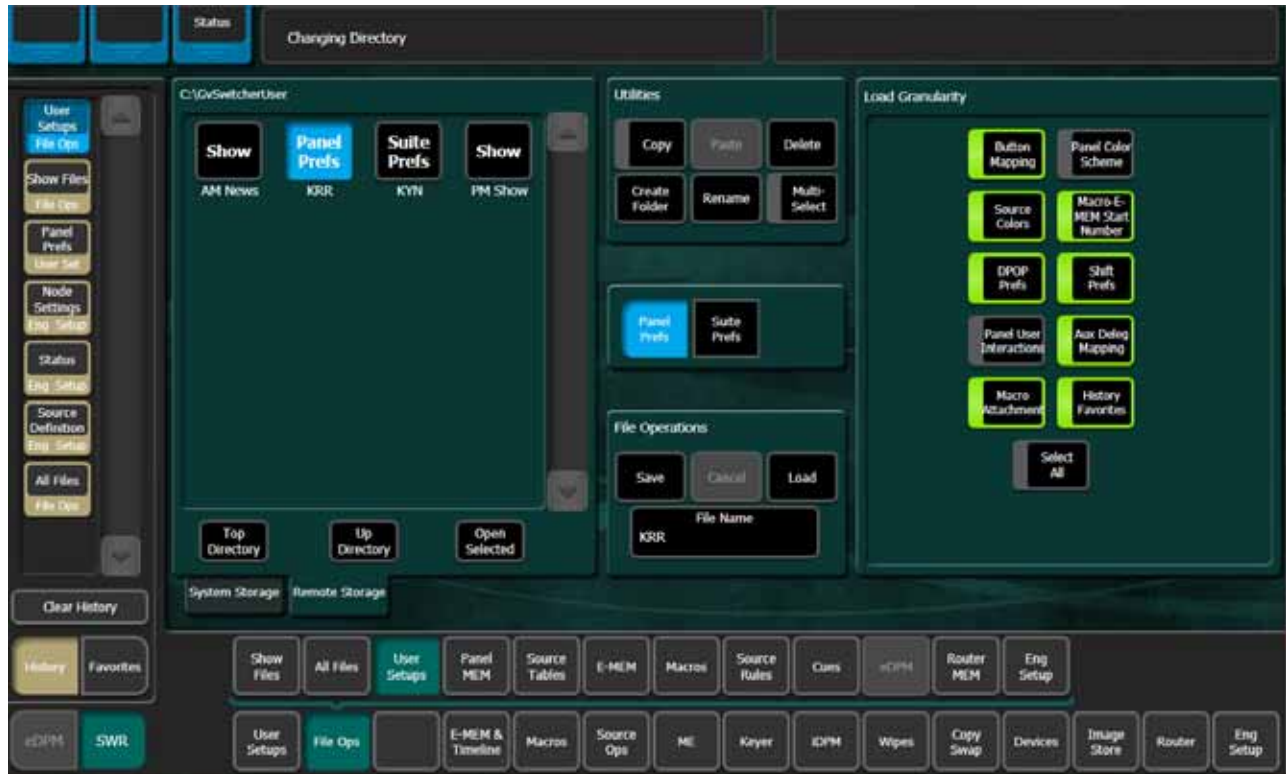 Status
Changing Directory
User
Setups
File Ops
Show Files
File Ops
Panel
Prefs
User Set
Node
Settings
Eng Setup
Status
Eng Setup
Source
Definition
Eng Setup
All Files
File Ops
Clear History
History
Favorites
eDPM
SWR
C:\GvSwitcherUser
Show
AM News
Panel
Prefs
KRR
Suite
Prefs
KYN
Show
PM Show
Top
Directory
Up
Directory
Open
Selected
System Storage
Remote Storage
Utilities
Copy
Paste
Delete
Create
Folder
Rename
Multi-
Select
Panel
Prefs
Suite
Prefs
File Operations
Save
Cancel
Load
File Name
KRR
Load Granularity
Button
Mapping
Panel Color
Scheme
Source
Colors
Macro-E-
MEM Start
Number
DPOP
Prefs
Shift
Prefs
Panel User
Interactions
Aux Deleg
Mapping
Macro
Attachment
History
Favorites
Select
All
Show
Files
All Files
User
Setups
Panel
MEM
Source
Tables
E-MEM
Macros
Source
Rules
Cues
eDPM
Router
MEM
Eng
Setup
User
Setups
File Ops
E-MEM &
Timeline
Macros
Source
Ops
ME
Keyer
iDPM
Wipes
Copy
Swap
Devices
Image
Store
Router
Eng
Setup